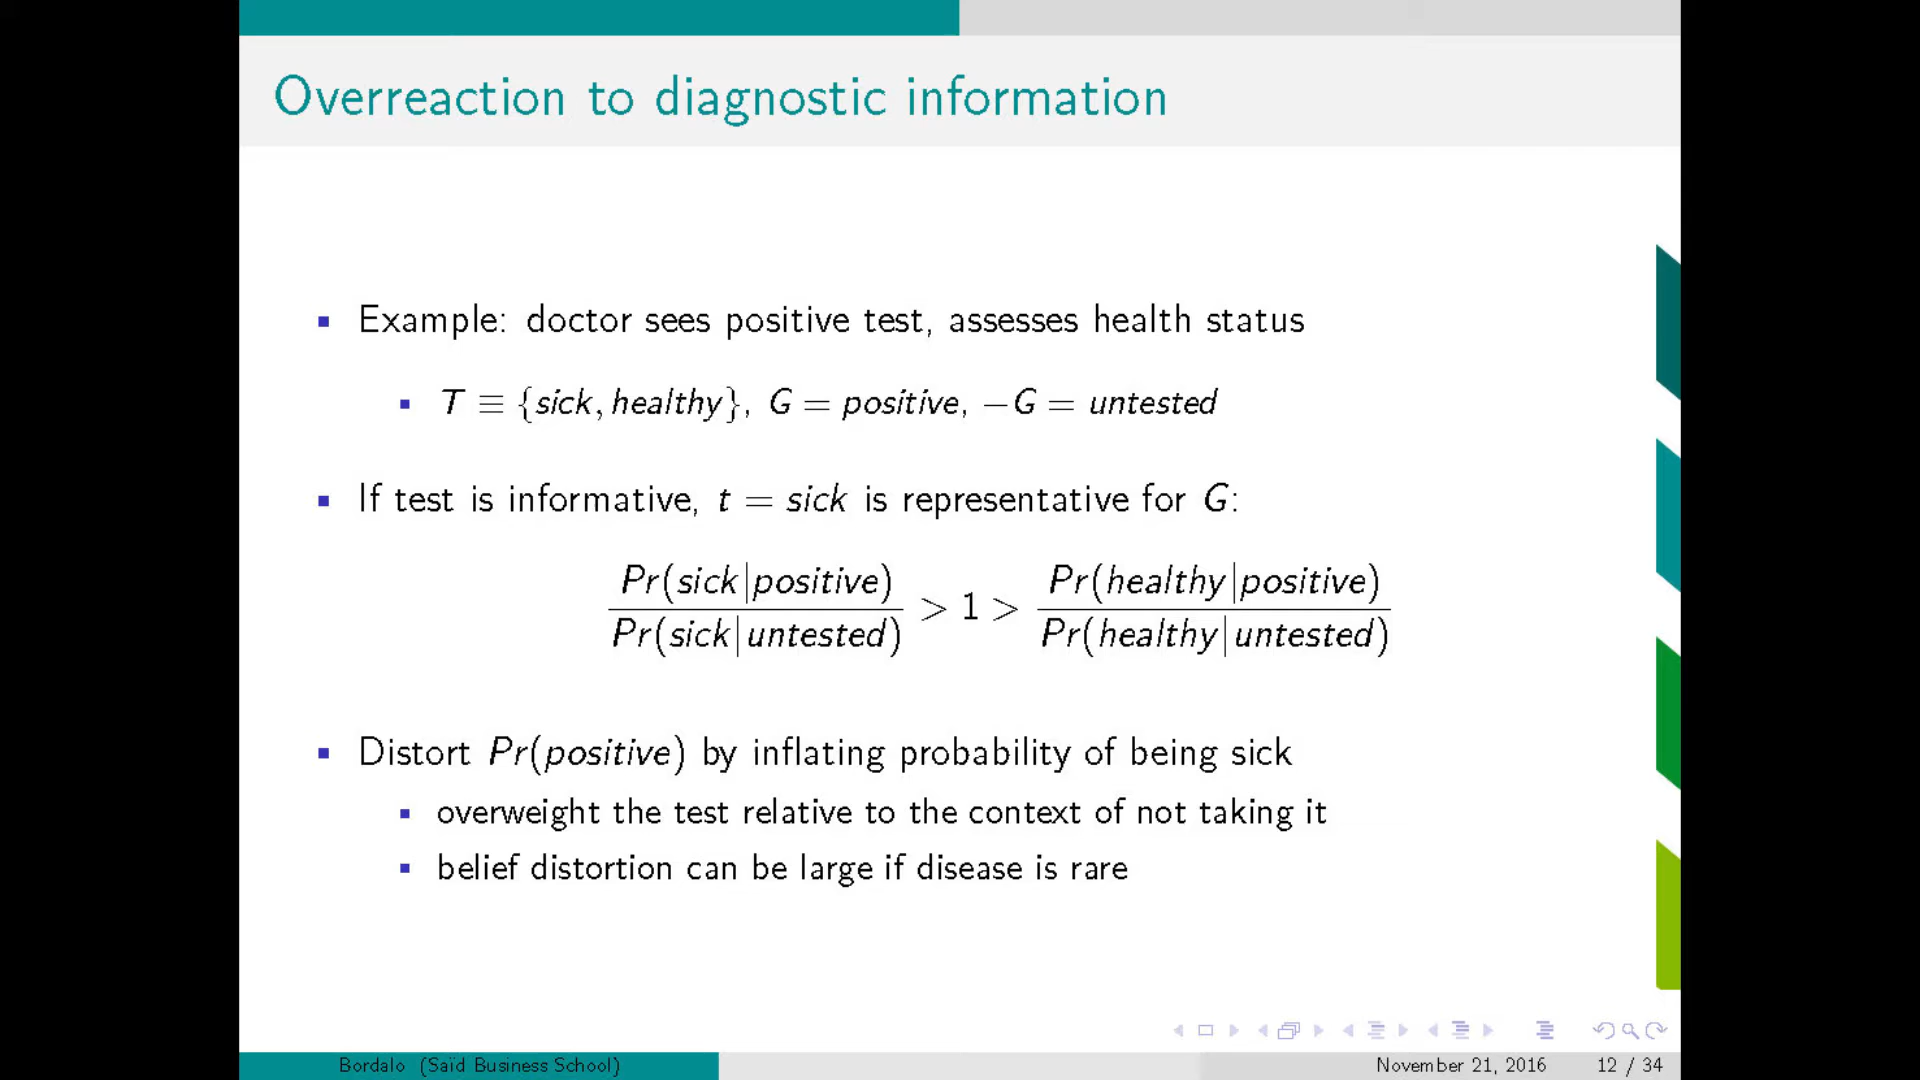 Overreaction to diagnostic information
Example: doctor sees positive test, assesses health status
T ≡ {sick, healthy}, G = positive, −G = untested
If test is informative, t = sick is representative for G:
Pr(sick|positive) / Pr(sick|untested) > 1 > Pr(healthy|positive) / Pr(healthy|untested)
Distort Pr(positive) by inflating probability of being sick
overweight the test relative to the context of not taking it
belief distortion can be large if disease is rare
Bordalo (Saïd Business School) November 21, 2016 12 / 34